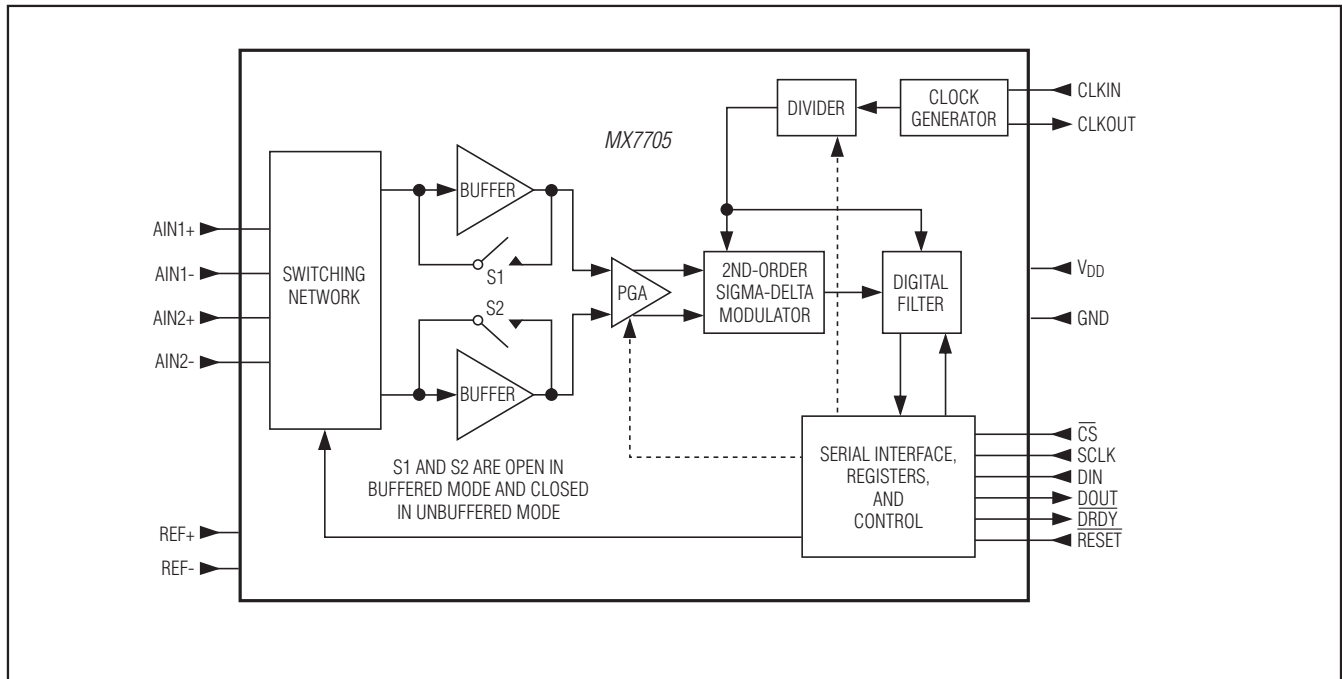 CLKIN
CLKOUT
CLOCK
GENERATOR
DIVIDER
MX7705
BUFFER
S1
AIN1+
AIN1-
AIN2+
AIN2-
SWITCHING
NETWORK
PGA
2ND-ORDER
SIGMA-DELTA
MODULATOR
DIGITAL
FILTER
VDD
GND
S2
BUFFER
S1 AND S2 ARE OPEN IN
BUFFERED MODE AND CLOSED
IN UNBUFFERED MODE
SERIAL INTERFACE,
REGISTERS,
AND
CONTROL
CS
SCLK
DIN
DOUT
DRDY
RESET
REF+
REF-